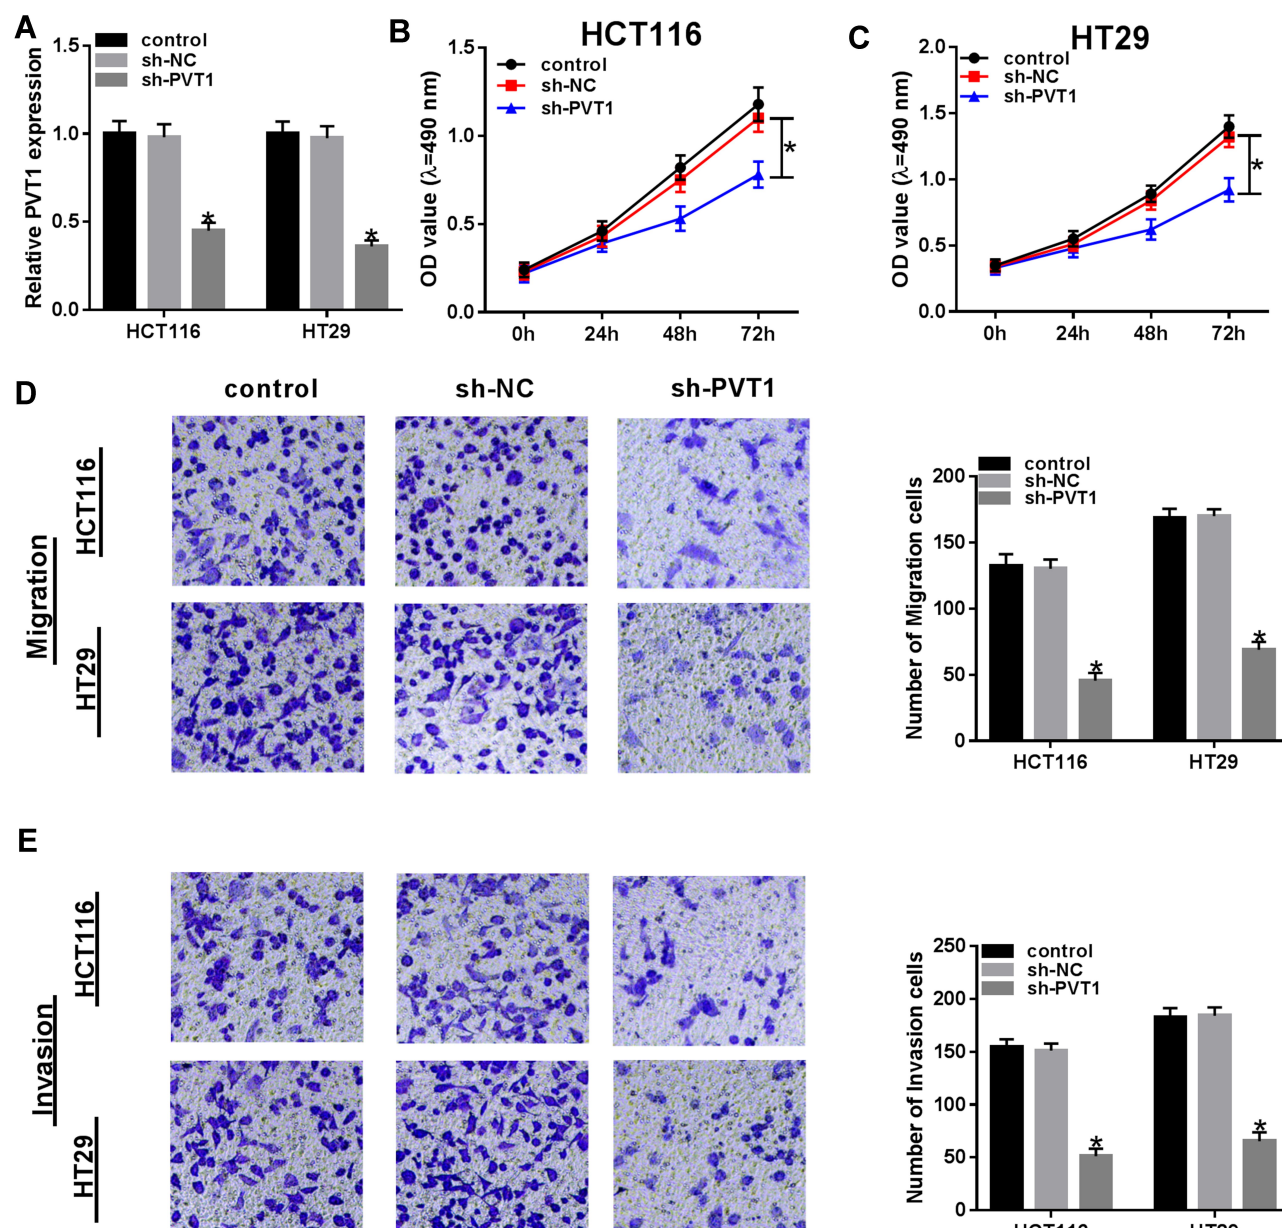 A
1.5
1.0
0.5
0.0
Relative PVT1 expression
control
sh-NC
sh-PVT1
*
*
HCT116
HT29
B
HCT116
1.5
1.0
0.5
0.0
OD value (λ=490 nm)
control
sh-NC
sh-PVT1
*
0h
24h
48h
72h
C
HT29
2.0
1.5
1.0
0.5
0.0
OD value (λ=490 nm)
control
sh-NC
sh-PVT1
*
0h
24h
48h
72h
D
control
sh-NC
sh-PVT1
Migration
HCT116
HT29
200
150
100
50
0
Number of Migration cells
control
sh-NC
sh-PVT1
*
*
HCT116
HT29
E
Invasion
HCT116
HT29
250
200
150
100
50
0
Number of Invasion cells
control
sh-NC
sh-PVT1
*
*
HCT116
HT29